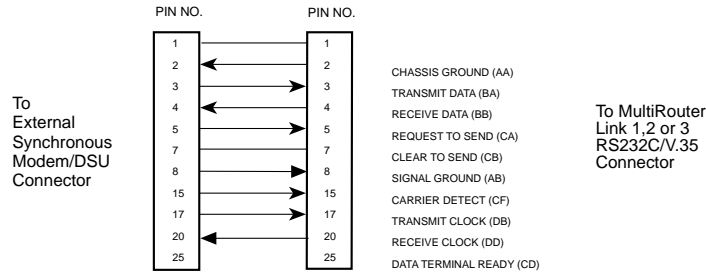 PIN NO. PIN NO.
1 1
2 2
CHASSIS GROUND (AA)
3 3
TRANSMIT DATA (BA)
4 4
RECEIVE DATA (BB)
5 5
REQUEST TO SEND (CA)
7 7
CLEAR TO SEND (CB)
8 8
SIGNAL GROUND (AB)
15 15
CARRIER DETECT (CF)
17 17
TRANSMIT CLOCK (DB)
20 20
RECEIVE CLOCK (DD)
25 25
DATA TERMINAL READY (CD)
To
External
Synchronous
Modem/DSU
Connector
To MultiRouter
Link 1,2 or 3
RS232C/V.35
Connector